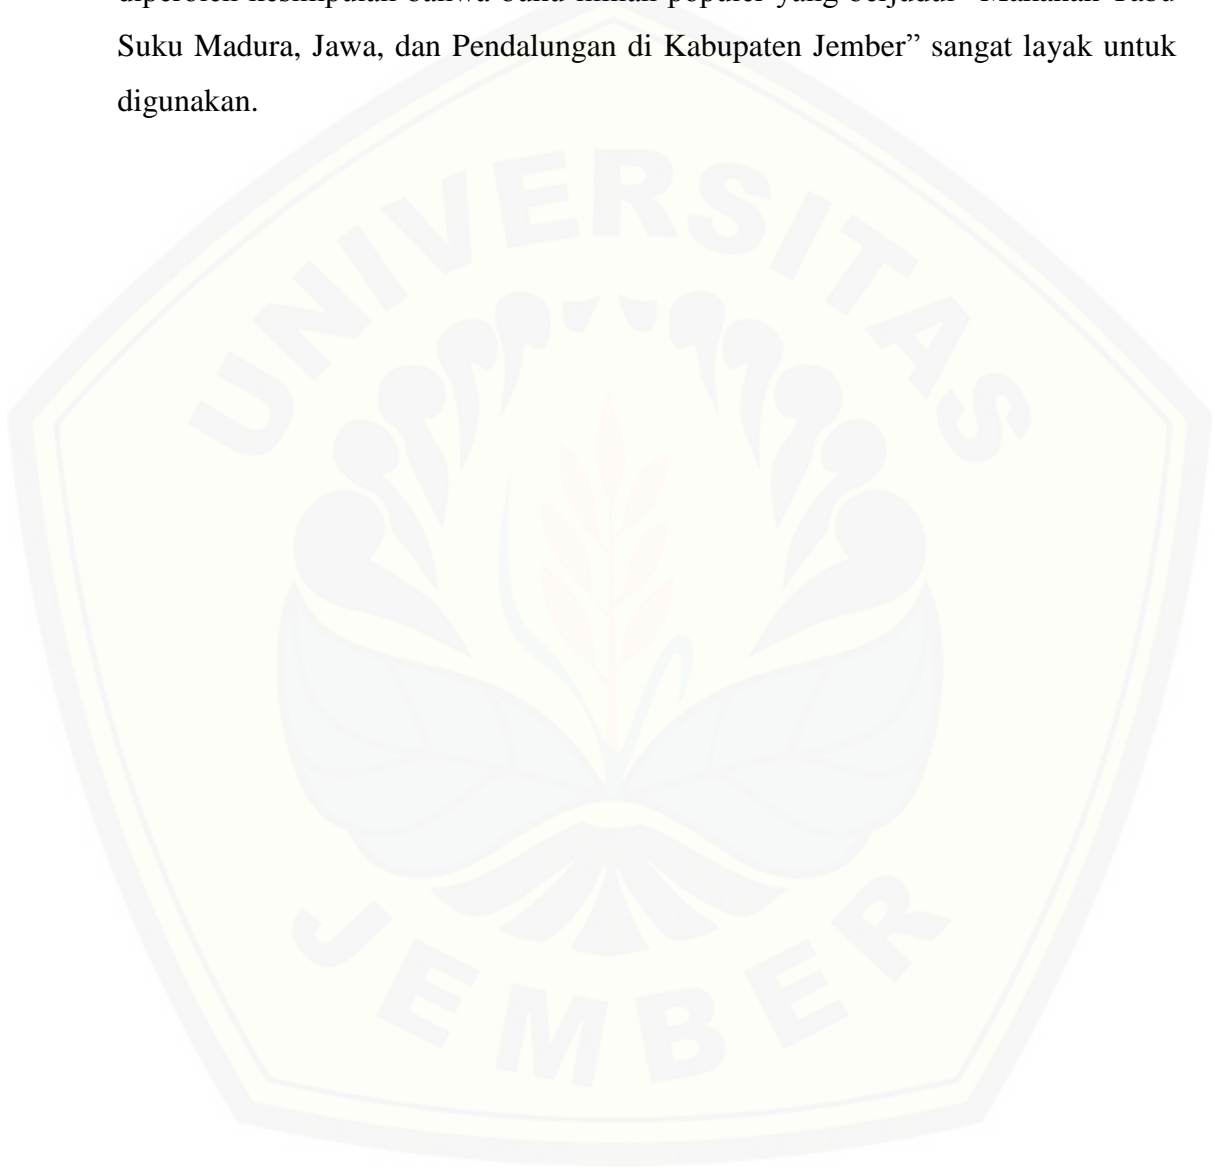 Suku Madura, Jawa, dan Pendalungan di Kabupaten Jember” sangat layak untuk
digunakan.
UNIVERSITAS
JEMBER